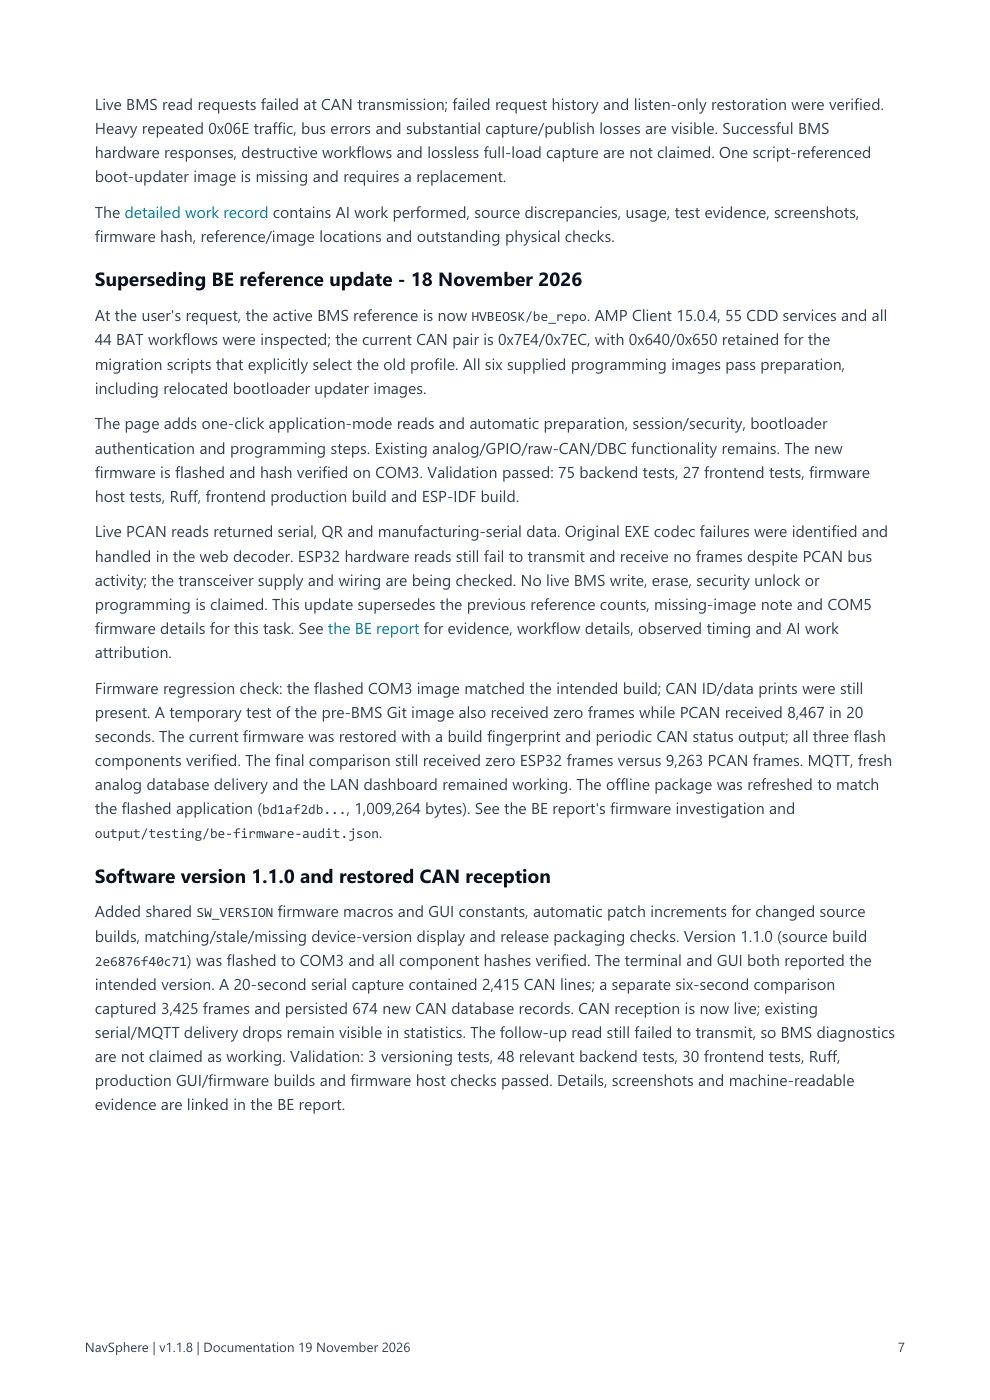 Live BMS read requests failed at CAN transmission; failed request history and listen-only restoration were verified.
Heavy repeated 0x06E traffic, bus errors and substantial capture/publish losses are visible. Successful BMS
hardware responses, destructive workflows and lossless full-load capture are not claimed. One script-referenced
boot-updater image is missing and requires a replacement.
The detailed work record contains AI work performed, source discrepancies, usage, test evidence, screenshots,
firmware hash, reference/image locations and outstanding physical checks.
Superseding BE reference update - 18 November 2026
At the user's request, the active BMS reference is now HVBEOSK/be_repo. AMP Client 15.0.4, 55 CDD services and all
44 BAT workflows were inspected; the current CAN pair is 0x7E4/0x7EC, with 0x640/0x650 retained for the
migration scripts that explicitly select the old profile. All six supplied programming images pass preparation,
including relocated bootloader updater images.
The page adds one-click application-mode reads and automatic preparation, session/security, bootloader
authentication and programming steps. Existing analog/GPIO/raw-CAN/DBC functionality remains. The new
firmware is flashed and hash verified on COM3. Validation passed: 75 backend tests, 27 frontend tests, firmware
host tests, Ruff, frontend production build and ESP-IDF build.
Live PCAN reads returned serial, QR and manufacturing-serial data. Original EXE codec failures were identified and
handled in the web decoder. ESP32 hardware reads still fail to transmit and receive no frames despite PCAN bus
activity; the transceiver supply and wiring are being checked. No live BMS write, erase, security unlock or
programming is claimed. This update supersedes the previous reference counts, missing-image note and COM5
firmware details for this task. See the BE report for evidence, workflow details, observed timing and AI work
attribution.
Firmware regression check: the flashed COM3 image matched the intended build; CAN ID/data prints were still
present. A temporary test of the pre-BMS Git image also received zero frames while PCAN received 8,467 in 20
seconds. The current firmware was restored with a build fingerprint and periodic CAN status output; all three flash
components verified. The final comparison still received zero ESP32 frames versus 9,263 PCAN frames. MQTT, fresh
analog database delivery and the LAN dashboard remained working. The offline package was refreshed to match
the flashed application (bd1af2db..., 1,009,264 bytes). See the BE report's firmware investigation and
output/testing/be-firmware-audit.json.
Software version 1.1.0 and restored CAN reception
Added shared SW_VERSION firmware macros and GUI constants, automatic patch increments for changed source
builds, matching/stale/missing device-version display and release packaging checks. Version 1.1.0 (source build
2e6876f40c71) was flashed to COM3 and all component hashes verified. The terminal and GUI both reported the
intended version. A 20-second serial capture contained 2,415 CAN lines; a separate six-second comparison
captured 3,425 frames and persisted 674 new CAN database records. CAN reception is now live; existing
serial/MQTT delivery drops remain visible in statistics. The follow-up read still failed to transmit, so BMS diagnostics
are not claimed as working. Validation: 3 versioning tests, 48 relevant backend tests, 30 frontend tests, Ruff,
production GUI/firmware builds and firmware host checks passed. Details, screenshots and machine-readable
evidence are linked in the BE report.
NavSphere | v1.1.8 | Documentation 19 November 2026
7